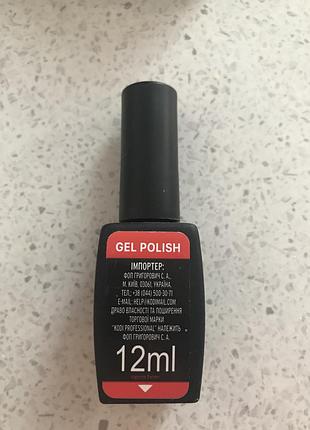 GEL POLISH
ІМПОРТЕР:
ФОП ГРИГОРОВИЧ С. А.
М. КИЇВ, 03061, УКРАЇНА,
ТЕЛ.: +38 (044) 500-30-71
E-MAIL: HELP@KODIMAIL.COM
ПРАВО ВЛАСНОСТІ ТА ПОШИРЕННЯ
ТОРГОВОЇ МАРКИ
"KODI PROFESSIONAL" НАЛЕЖИТЬ
ФОП ГРИГОРОВИЧ С. А.
12ml